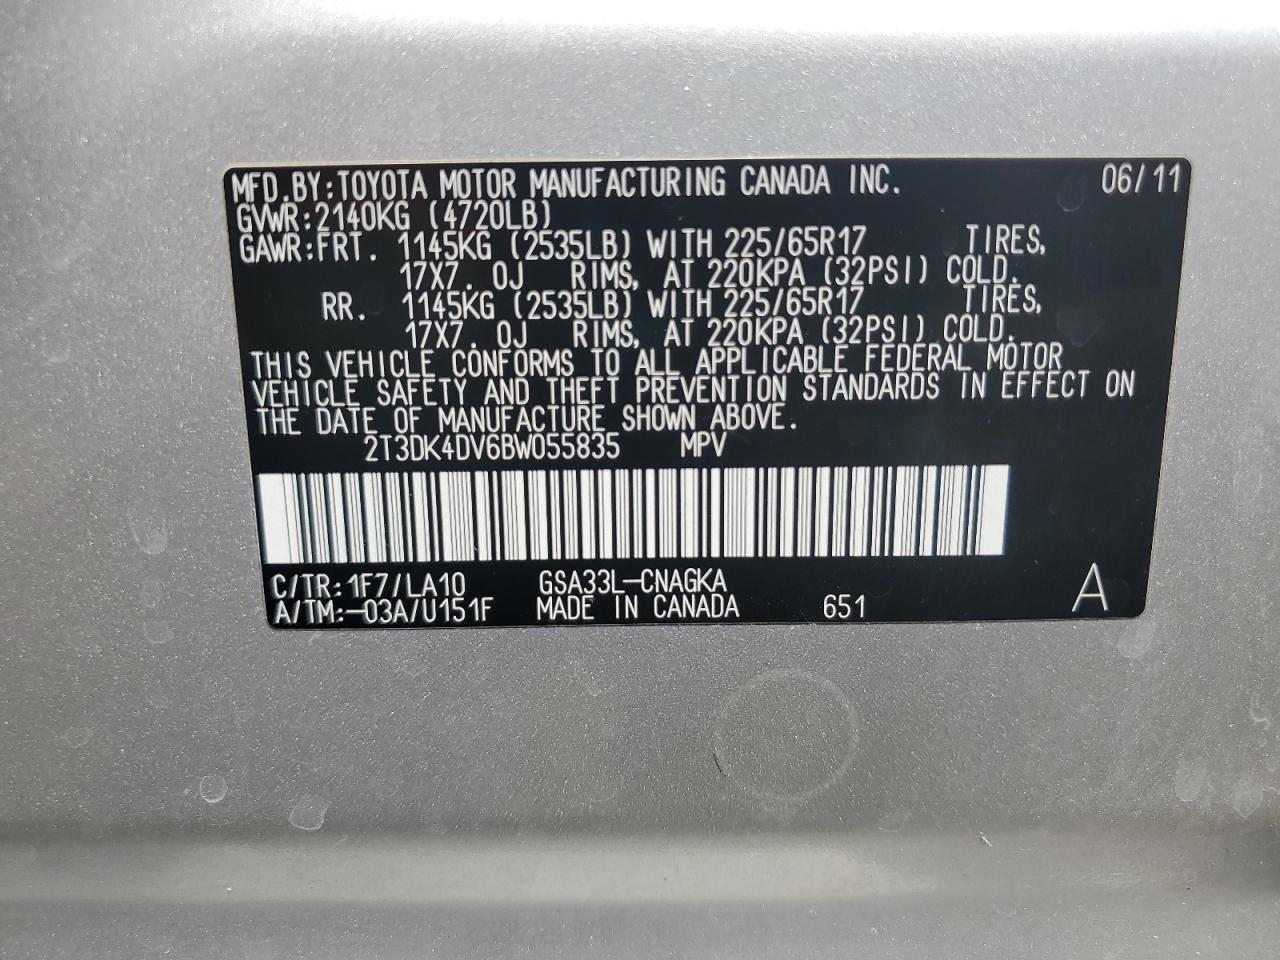 MFD.BY:TOYOTA MOTOR MANUFACTURING CANADA INC. 06/11
GVWR:2140KG (4720LB)
GAWR:FRT. 1145KG (2535LB) WITH 225/65R17 TIRES,
17X7.0J RIMS, AT 220KPA (32PSI) COLD.
RR. 1145KG (2535LB) WITH 225/65R17 TIRES,
17X7.0J RIMS, AT 220KPA (32PSI) COLD.
THIS VEHICLE CONFORMS TO ALL APPLICABLE FEDERAL MOTOR
VEHICLE SAFETY AND THEFT PREVENTION STANDARDS IN EFFECT ON
THE DATE OF MANUFACTURE SHOWN ABOVE.
2T3DK4DV6BW055835 MPV
C/TR:1F7/LA10 GSA33L-CNAGKA
A/TM:-03A/U151F MADE IN CANADA 651 A